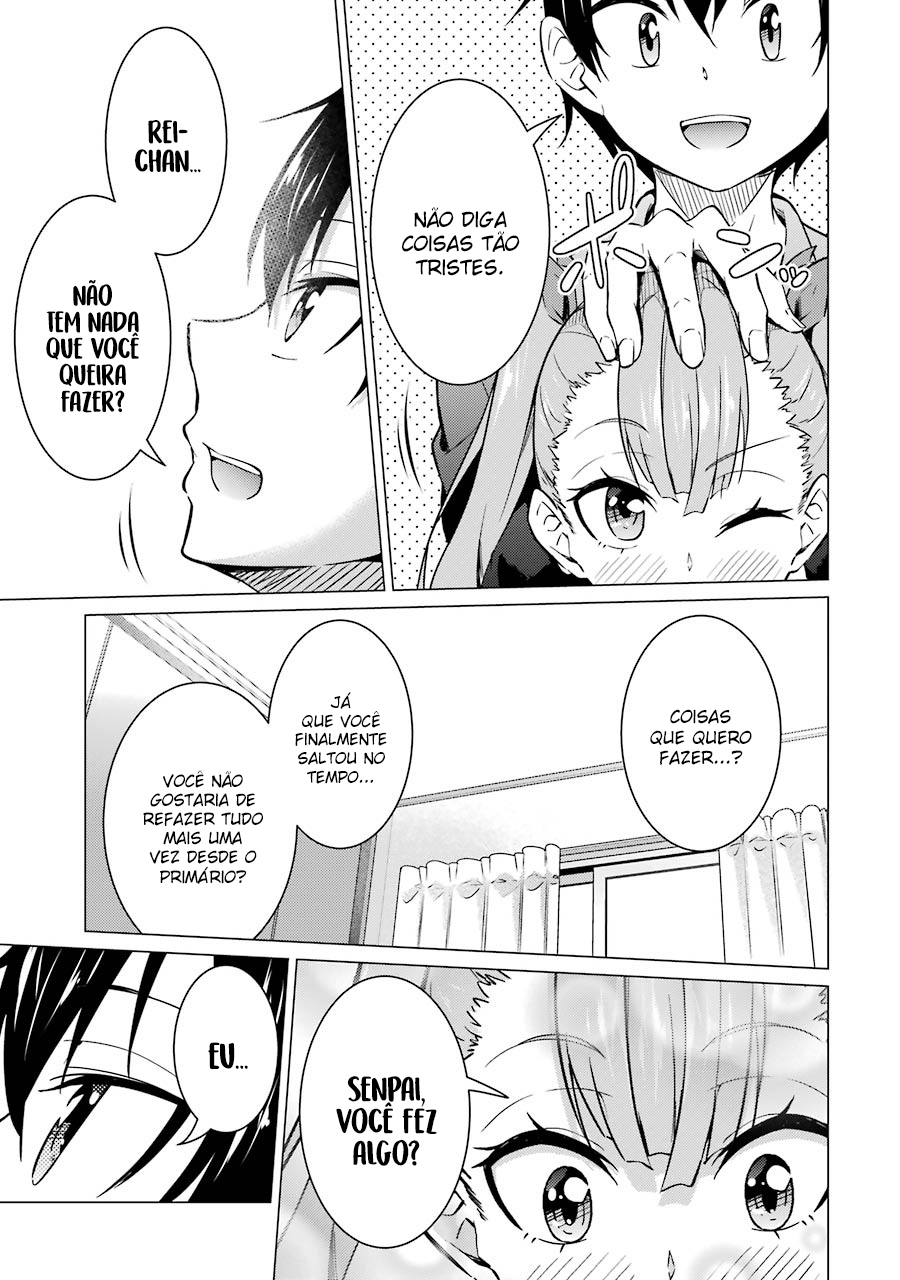 NÃO DIGA
COISAS TÃO
TRISTES.
REI-
CHAN...
NÃO
TEM NADA
QUE VOCÊ
QUEIRA
FAZER?
COISAS
QUE QUERO
FAZER...?
JÁ
QUE VOCÊ
FINALMENTE
SALTOU NO
TEMPO...
VOCÊ NÃO
GOSTARIA DE
REFAZER TUDO
MAIS UMA
VEZ DESDE O
PRIMÁRIO?
SENPAI,
VOCÊ FEZ
ALGO?
EU...